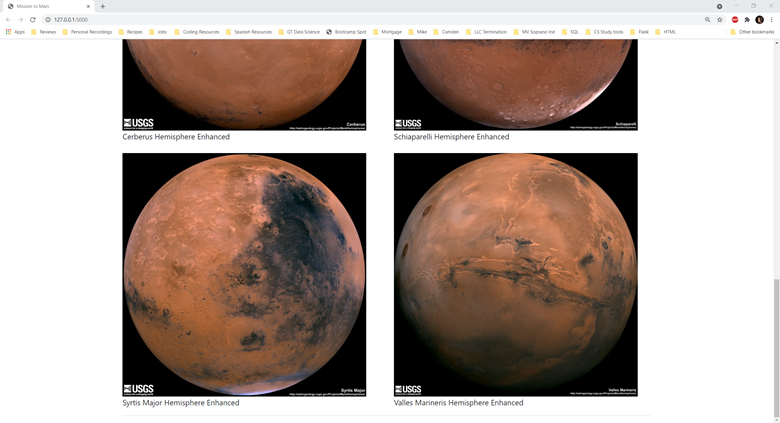 Mission to Mars
127.0.0.1:5000
Apps Reviews Personal Recordings Recipes Jobs Coding Resources Spanish Resources GT Data Science Bootcamp Spot Mortgage Mike Camden LLC Termination MV Soprano Ind SQL CS Study tools Flask HTML Other bookmarks
USGS
Cerberus
USGS
Schiaparelli
Cerberus Hemisphere Enhanced
Schiaparelli Hemisphere Enhanced
USGS
Syrtis Major
USGS
Valles Marineris
Syrtis Major Hemisphere Enhanced
Valles Marineris Hemisphere Enhanced